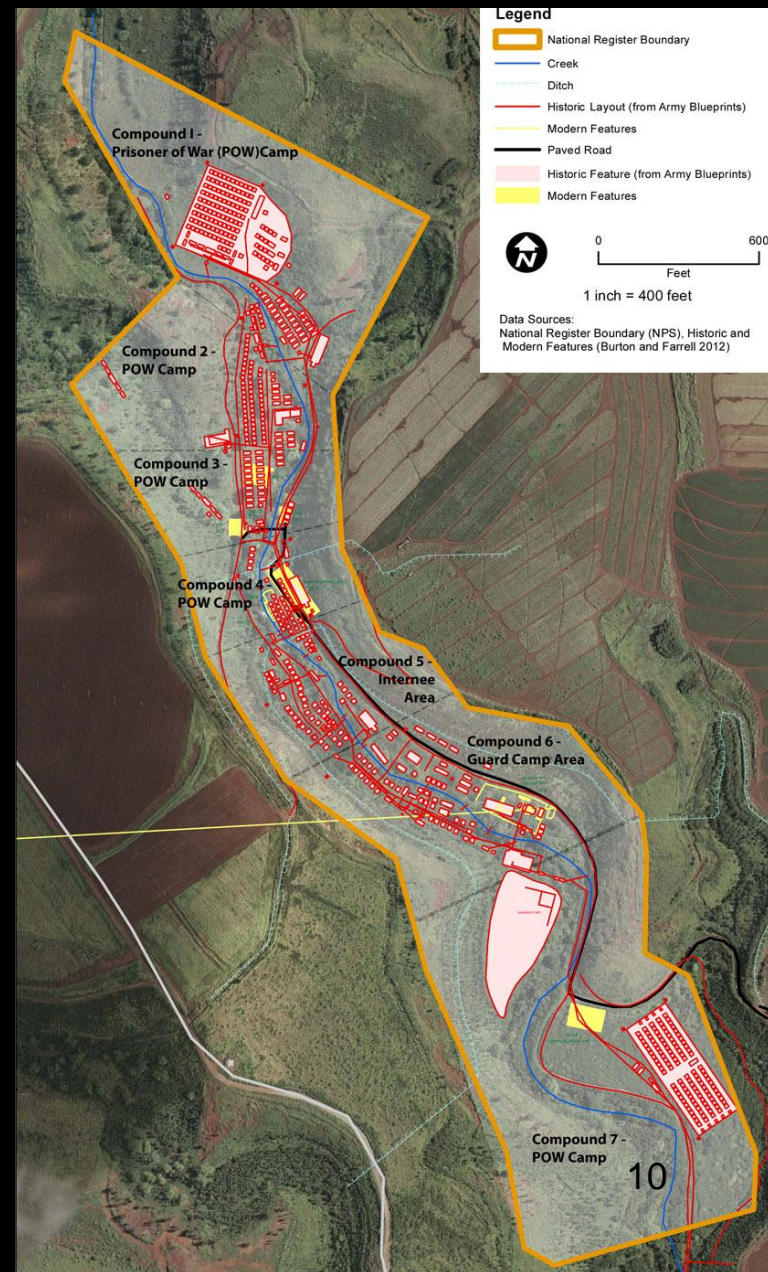 Legend
National Register Boundary
Creek
Ditch
Historic Layout (from Army Blueprints)
Modern Features
Paved Road
Historic Feature (from Army Blueprints)
Modern Features
N
0 600
Feet
1 inch = 400 feet
Data Sources:
National Register Boundary (NPS), Historic and
Modern Features (Burton and Farrell 2012)
Compound I -
Prisoner of War (POW)Camp
Compound 2 -
POW Camp
Compound 3 -
POW Camp
Compound 4 -
POW Camp
Compound 5 -
Internee
Area
Compound 6 -
Guard Camp Area
Compound 7 -
POW Camp
10